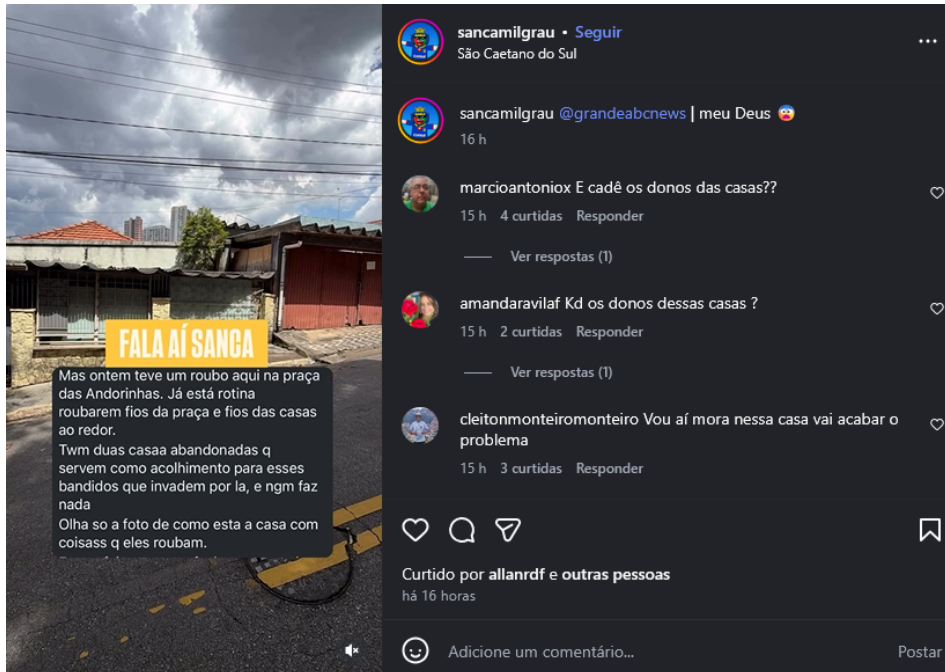 sancamilgrau • Seguir
São Caetano do Sul
sancamilgrau @grandeabcnews | meu Deus 😨
16 h
marcioantoniox E cadê os donos das casas??
15 h 4 curtidas Responder
Ver respostas (1)
amandaravilaf Kd os donos dessas casas ?
15 h 2 curtidas Responder
Ver respostas (1)
cleitonmonteiromonteiro Vou aí mora nessa casa vai acabar o
problema
15 h 3 curtidas Responder
Curtido por allanrdf e outras pessoas
há 16 horas
Adicione um comentário...
Postar
FALA AÍ SANCA
Mas ontem teve um roubo aqui na praça
das Andorinhas. Já está rotina
roubarem fios da praça e fios das casas
ao redor.
Twm duas casaa abandonadas q
servem como acolhimento para esses
bandidos que invadem por la, e ngm faz
nada
Olha so a foto de como esta a casa com
coisass q eles roubam.